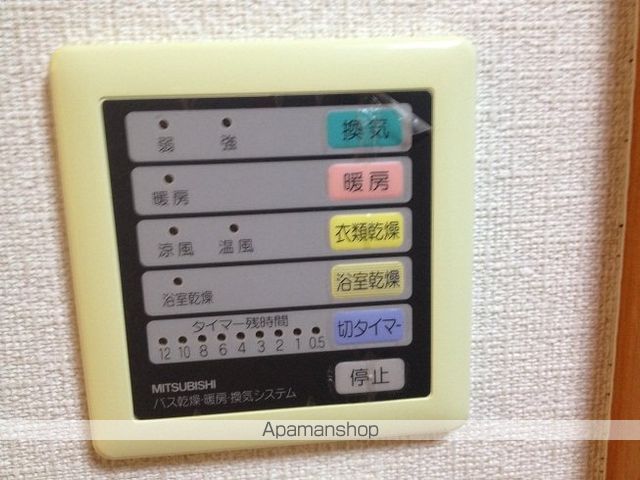 弱 強 換気
暖房 暖房
涼風 温風 衣類乾燥
浴室乾燥 浴室乾燥
タイマー残時間 切タイマー
12 10 8 6 4 3 2 1 0.5
停止
MITSUBISHI
バス乾燥・暖房・換気システム
Apamanshop